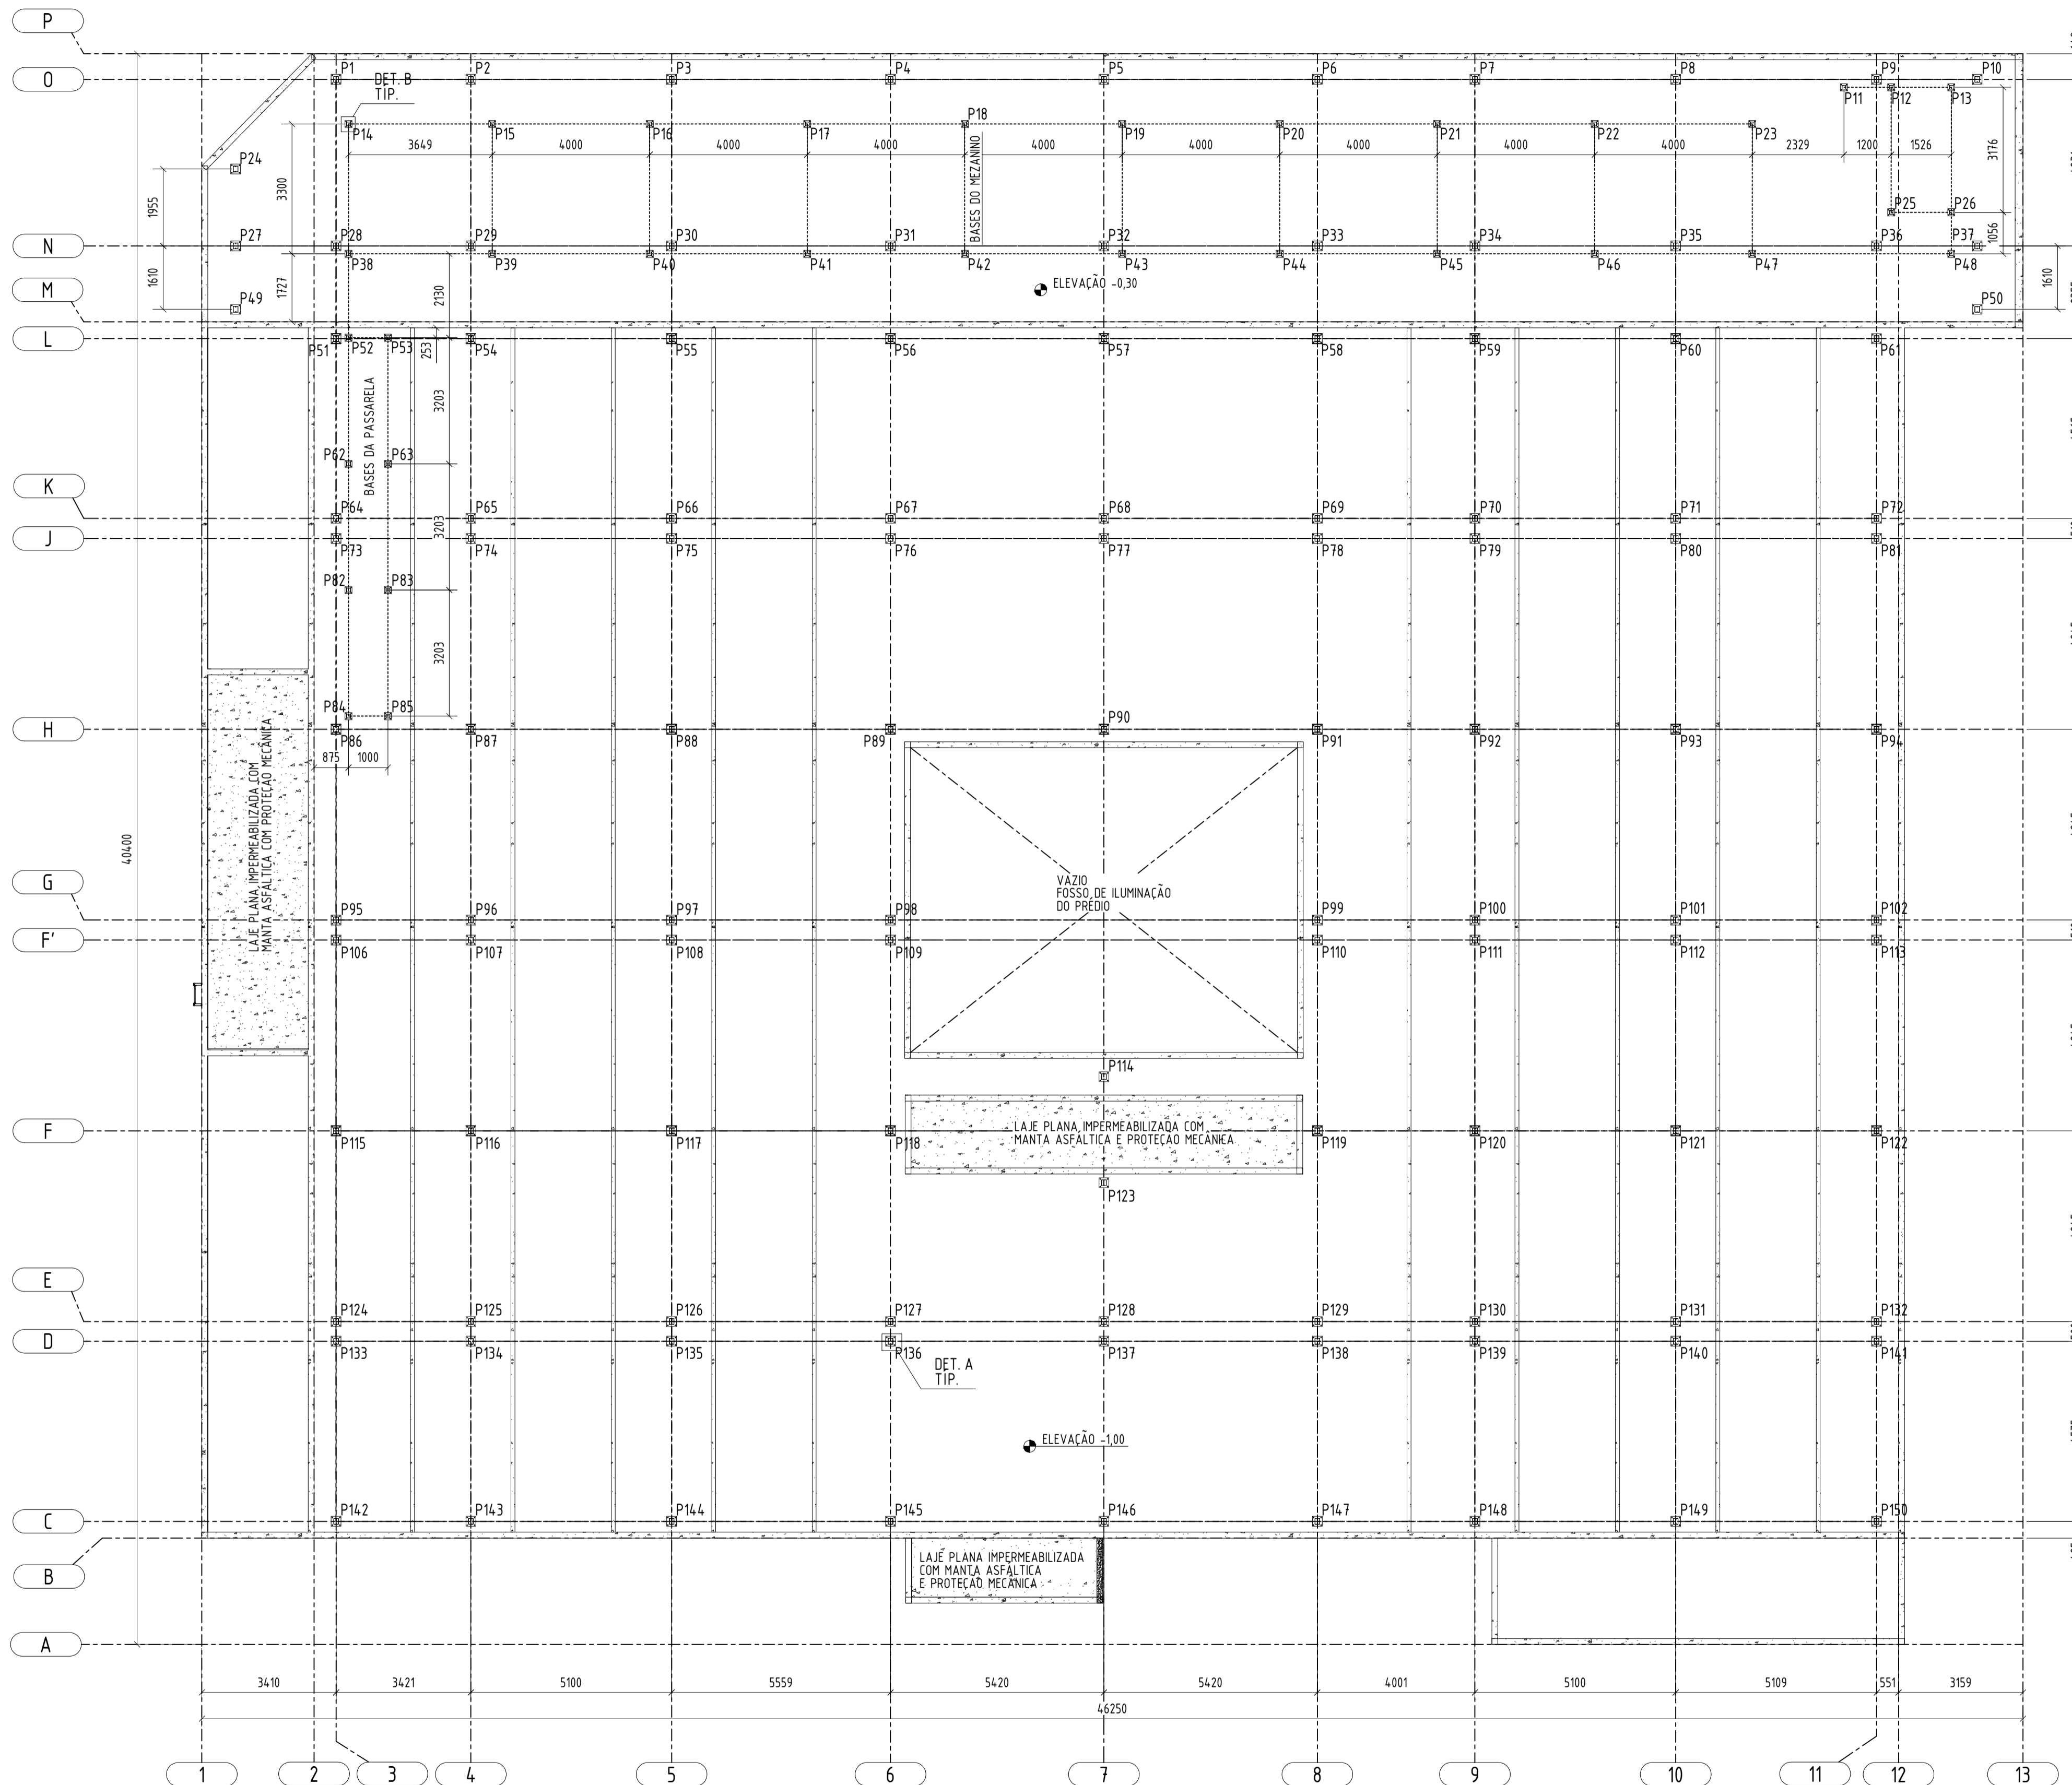 P
O
P1
P2
P3
P4
P5
P6
P7
P8
P9
P10
DET. B
TÍP.
P11
P12
P13
P14
P15
P16
P17
P18
P19
P20
P21
P22
P23
3649
4000
4000
4000
4000
4000
4000
4000
4000
2329
1200
1526
3176
P24
1955
3300
BASES DO MEZANINO
P25
P26
1056
N
P27
P28
P29
P30
P31
P32
P33
P34
P35
P36
P37
P38
P39
P40
P41
P42
P43
P44
P45
P46
P47
P48
1610
1727
2130
1610
M
P49
ELEVAÇÃO -0,30
P50
L
P51
P52
P53
253
P54
P55
P56
P57
P58
P59
P60
P61
BASES DA PASSARELA
3203
P62
P63
K
P64
P65
P66
P67
P68
P69
P70
P71
P72
3203
J
P73
P74
P75
P76
P77
P78
P79
P80
P81
P82
P83
3203
P84
P85
H
P86
P87
P88
P89
P90
P91
P92
P93
P94
875
1000
LAJE PLANA IMPERMEABILIZADA COM
MANTA ASFÁLTICA COM PROTEÇÃO MECÂNICA
40400
VAZIO
FOSSO DE ILUMINAÇÃO
DO PRÉDIO
G
P95
P96
P97
P98
P99
P100
P101
P102
F'
P106
P107
P108
P109
P110
P111
P112
P113
P114
F
P115
P116
P117
P118
LAJE PLANA IMPERMEABILIZADA COM
MANTA ASFÁLTICA E PROTEÇÃO MECÂNICA
P119
P120
P121
P122
P123
E
P124
P125
P126
P127
P128
P129
P130
P131
P132
D
P133
P134
P135
P136
P137
P138
P139
P140
P141
DET. A
TÍP.
ELEVAÇÃO -1,00
C
P142
P143
P144
P145
P146
P147
P148
P149
P150
B
LAJE PLANA IMPERMEABILIZADA
COM MANTA ASFÁLTICA
E PROTEÇÃO MECÂNICA
A
3410
3421
5100
5559
5420
5420
4001
5100
5109
551
3159
46250
1
2
3
4
5
6
7
8
9
10
11
12
13